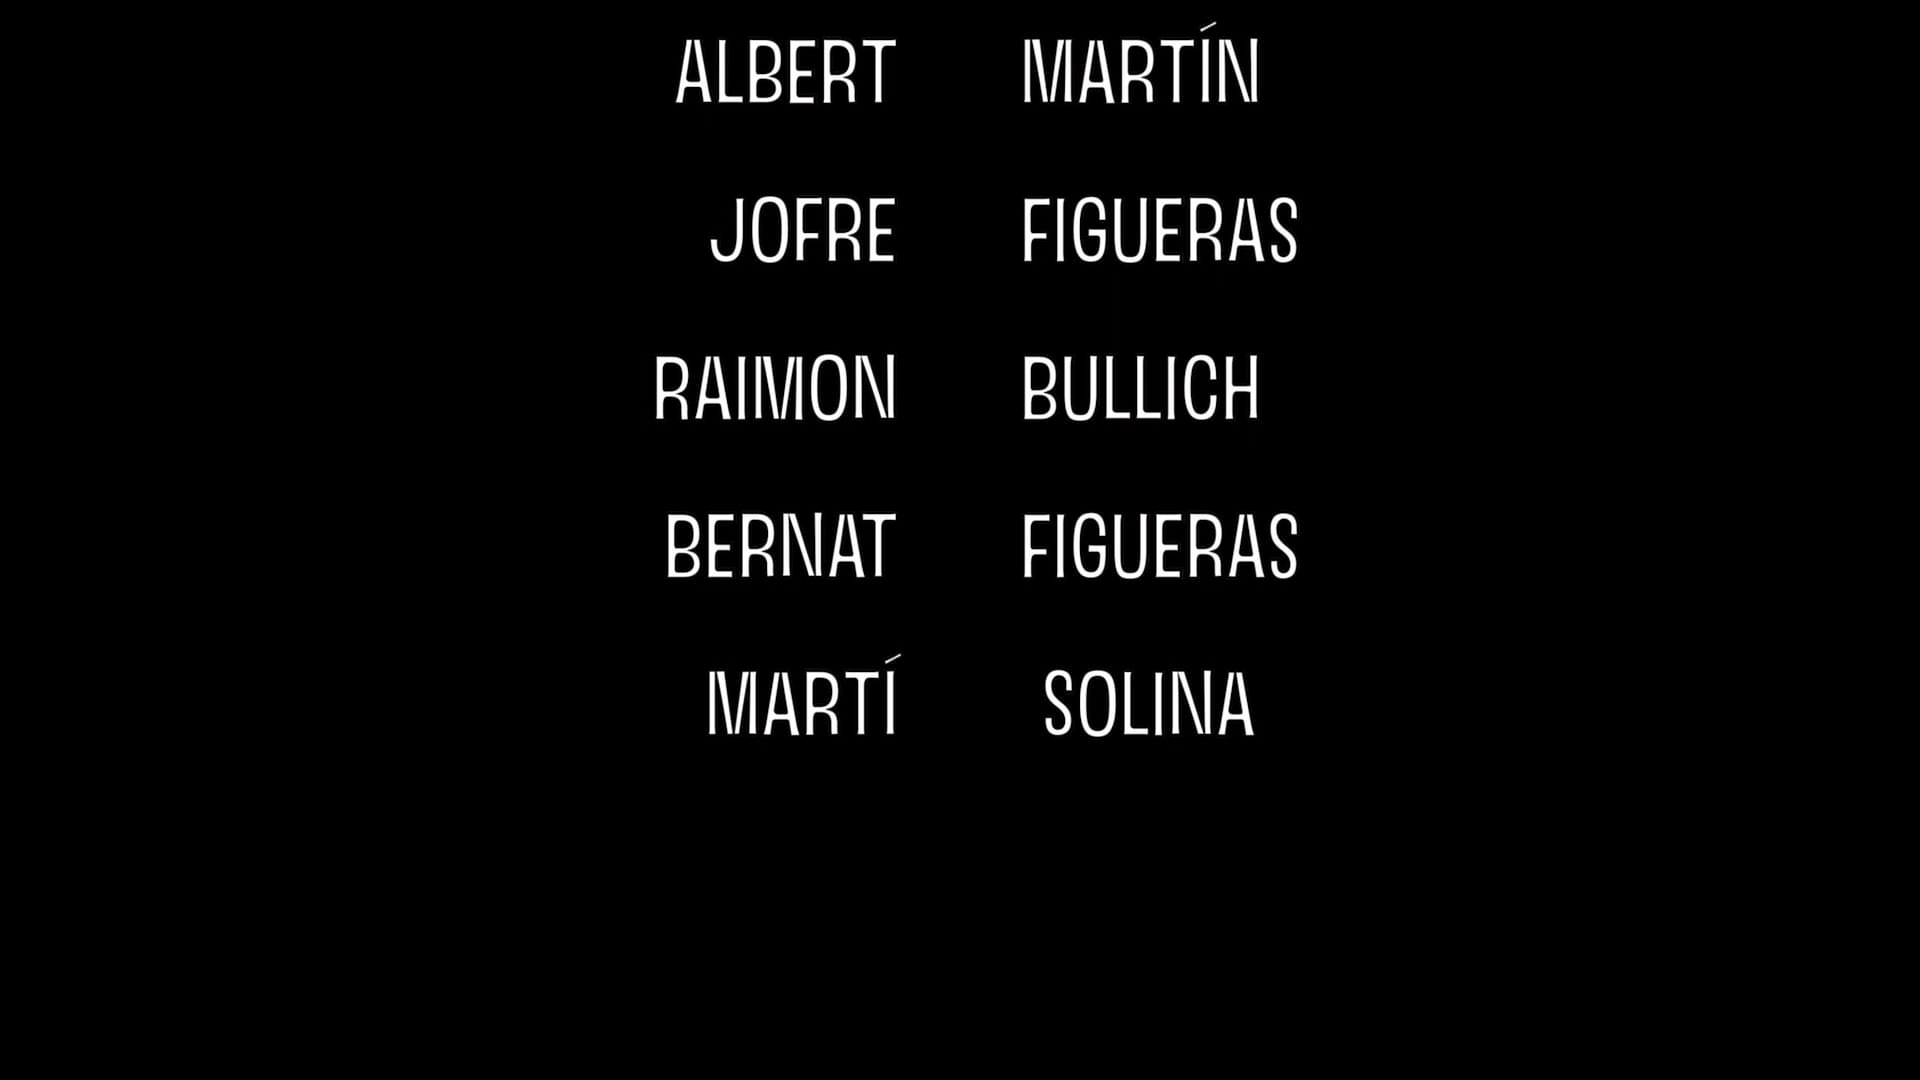 ALBERT MARTÍN
JOFRE FIGUERAS
RAIMON BULLICH
BERNAT FIGUERAS
MARTÍ SOLINA